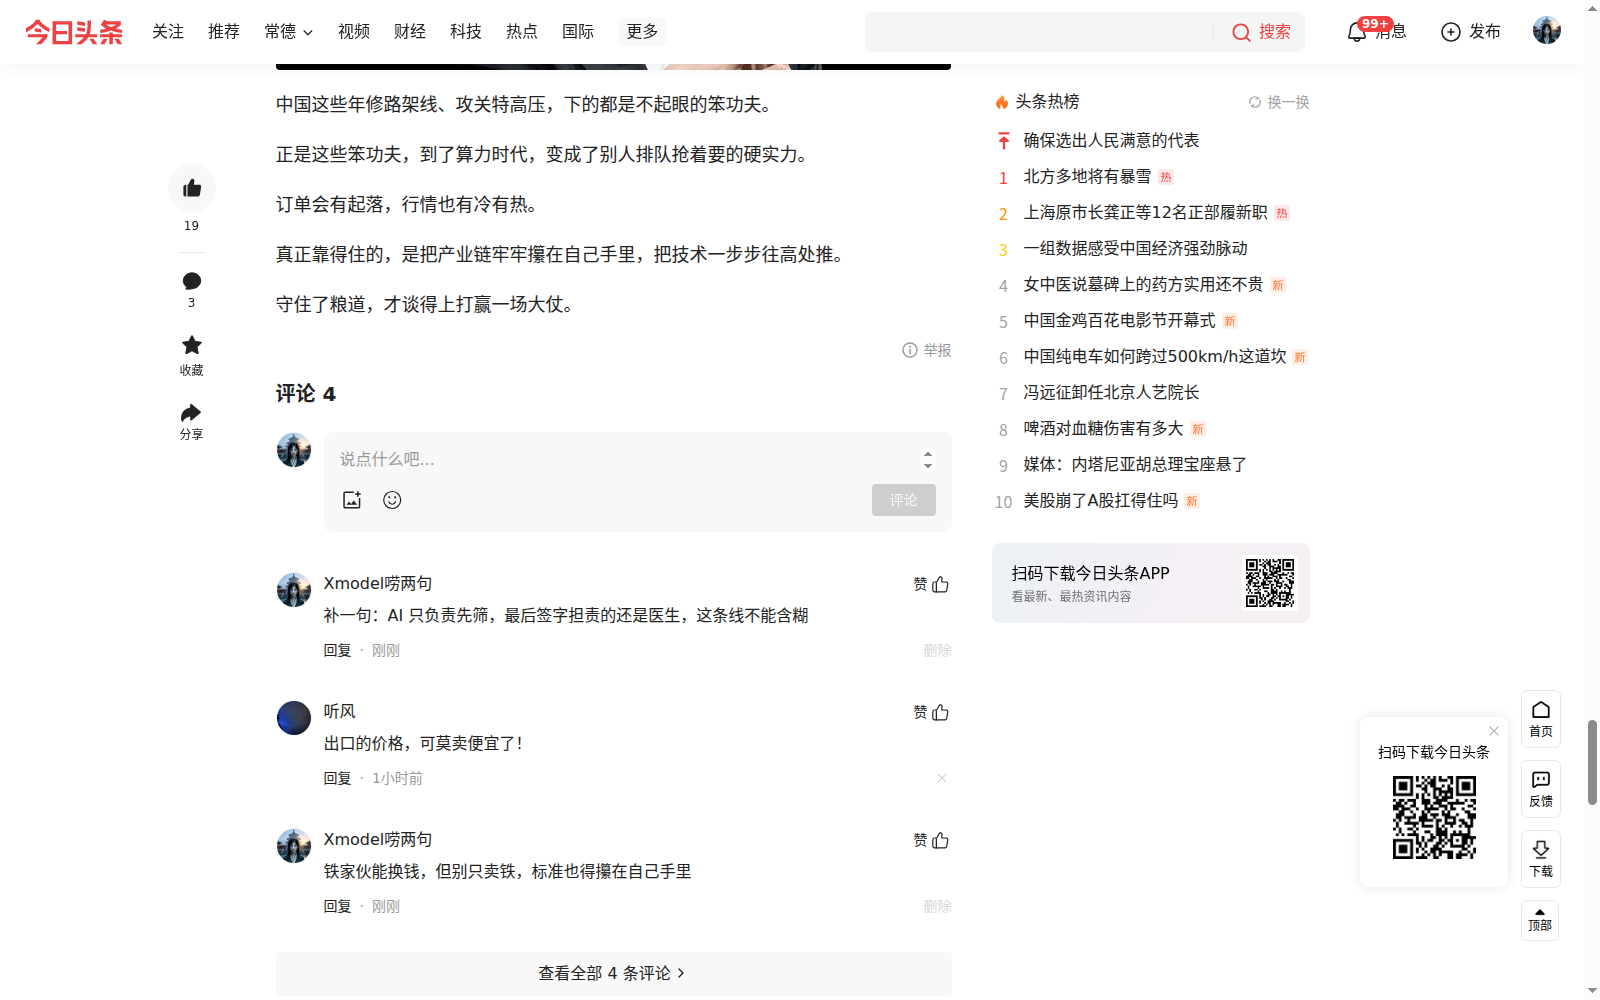 今日头条
关注 推荐 常德 视频 财经 科技 热点 国际 更多
搜索
99+
消息
发布
中国这些年修路架线、攻关特高压，下的都是不起眼的笨功夫。
正是这些笨功夫，到了算力时代，变成了别人排队抢着要的硬实力。
订单会有起落，行情也有冷有热。
真正靠得住的，是把产业链牢牢攥在自己手里，把技术一步步往高处推。
守住了粮道，才谈得上打赢一场大仗。
19
3
收藏
分享
举报
评论 4
说点什么吧...
评论
Xmodel唠两句
赞
补一句：AI 只负责先筛，最后签字担责的还是医生，这条线不能含糊
回复 · 刚刚
删除
听风
赞
出口的价格，可莫卖便宜了！
回复 · 1小时前
Xmodel唠两句
赞
铁家伙能换钱，但别只卖铁，标准也得攥在自己手里
回复 · 刚刚
删除
查看全部 4 条评论
头条热榜
换一换
确保选出人民满意的代表
1 北方多地将有暴雪 热
2 上海原市长龚正等12名正部履新职 热
3 一组数据感受中国经济强劲脉动
4 女中医说墓碑上的药方实用还不贵 新
5 中国金鸡百花电影节开幕式 新
6 中国纯电车如何跨过500km/h这道坎 新
7 冯远征卸任北京人艺院长
8 啤酒对血糖伤害有多大 新
9 媒体：内塔尼亚胡总理宝座悬了
10 美股崩了A股扛得住吗 新
扫码下载今日头条APP
看最新、最热资讯内容
扫码下载今日头条
首页
反馈
下载
顶部